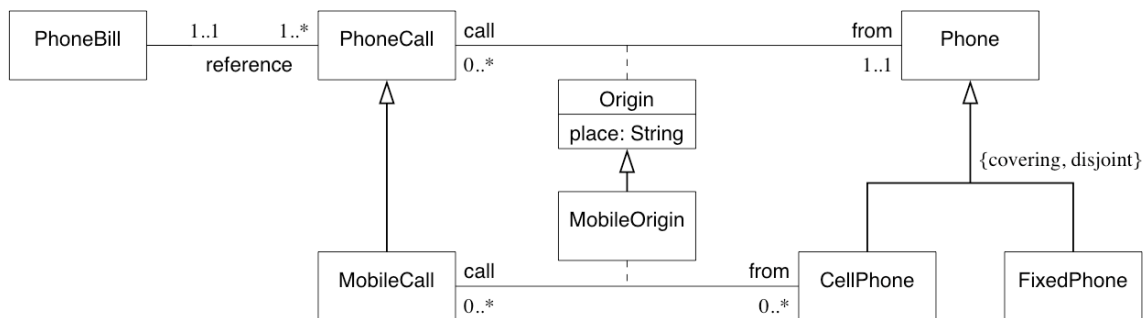 PhoneBill 1..1 1..* PhoneCall call from Phone
reference 0..* 1..1
Origin
place: String
{covering, disjoint}
MobileOrigin
MobileCall call from CellPhone FixedPhone
0..* 0..*